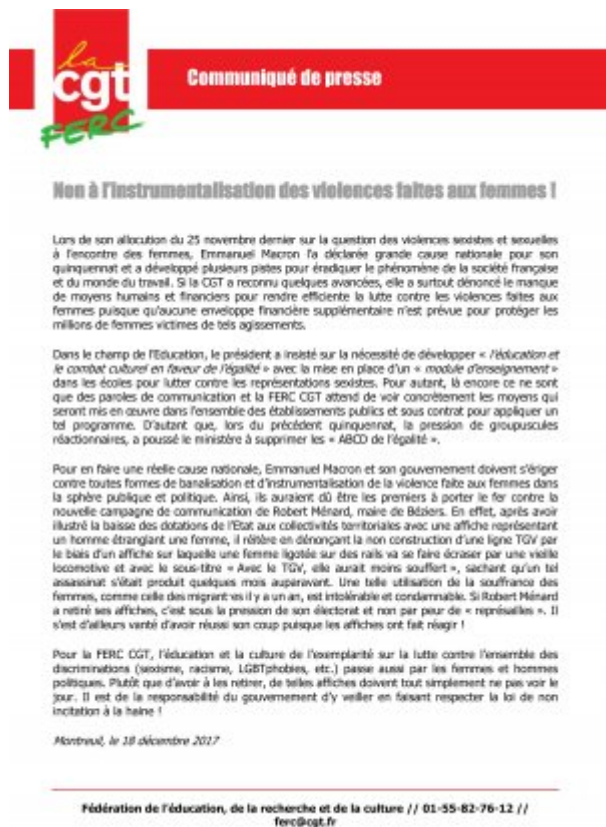 la
cgt
FERC
Communiqué de presse
Non à l'instrumentalisation des violences faites aux femmes !
Lors de son allocution du 25 novembre dernier sur la question des violences sexistes et sexuelles
à l'encontre des femmes, Emmanuel Macron l'a déclarée grande cause nationale pour son
quinquennat et a développé plusieurs pistes pour éradiquer le phénomène de la société française
et du monde du travail. Si la CGT a reconnu quelques avancées, elle a surtout dénoncé le manque
de moyens humains et financiers pour rendre efficiente la lutte contre les violences faites aux
femmes puisque qu'aucune enveloppe financière supplémentaire n'est prévue pour protéger les
millions de femmes victimes de tels agissements.
Dans le champ de l'Education, le président a insisté sur la nécessité de développer « l'éducation et
le combat culturel en faveur de l'égalité » avec la mise en place d'un « module d'enseignement »
dans les écoles pour lutter contre les représentations sexistes. Pour autant, là encore ce ne sont
que des paroles de communication et la FERC CGT attend de voir concrètement les moyens qui
seront mis en œuvre dans l'ensemble des établissements publics et sous contrat pour appliquer un
tel programme. D'autant que, lors du précédent quinquennat, la pression de groupuscules
réactionnaires, a poussé le ministère à supprimer les « ABCD de l'égalité ».
Pour en faire une réelle cause nationale, Emmanuel Macron et son gouvernement doivent s'ériger
contre toutes formes de banalisation et d'instrumentalisation de la violence faite aux femmes dans
la sphère publique et politique. Ainsi, ils auraient dû être les premiers à porter le fer contre la
nouvelle campagne de communication de Robert Ménard, maire de Béziers. En effet, après avoir
illustré la baisse des dotations de l'Etat aux collectivités territoriales avec une affiche représentant
un homme étranglant une femme, il réitère en dénonçant la non construction d'une ligne TGV par
le biais d'un affiche sur laquelle une femme ligotée sur des rails va se faire écraser par une vieille
locomotive et avec le sous-titre « Avec le TGV, elle aurait moins souffert », sachant qu'un tel
assassinat s'était produit quelques mois auparavant. Une telle utilisation de la souffrance des
femmes, comme celle des migrant·es il y a un an, est intolérable et condamnable. Si Robert Ménard
a retiré ses affiches, c'est sous la pression de son électorat et non par peur de « représailles ». Il
s'est d'ailleurs vanté d'avoir réussi son coup puisque les affiches ont fait réagir !
Pour la FERC CGT, l'éducation et la culture de l'exemplarité sur la lutte contre l'ensemble des
discriminations (sexisme, racisme, LGBTphobies, etc.) passe aussi par les femmes et hommes
politiques. Plutôt que d'avoir à les retirer, de telles affiches doivent tout simplement ne pas voir le
jour. Il est de la responsabilité du gouvernement d'y veiller en faisant respecter la loi de non
incitation à la haine !
Montreuil, le 18 décembre 2017
Fédération de l'éducation, de la recherche et de la culture // 01-55-82-76-12 //
ferc@cgt.fr